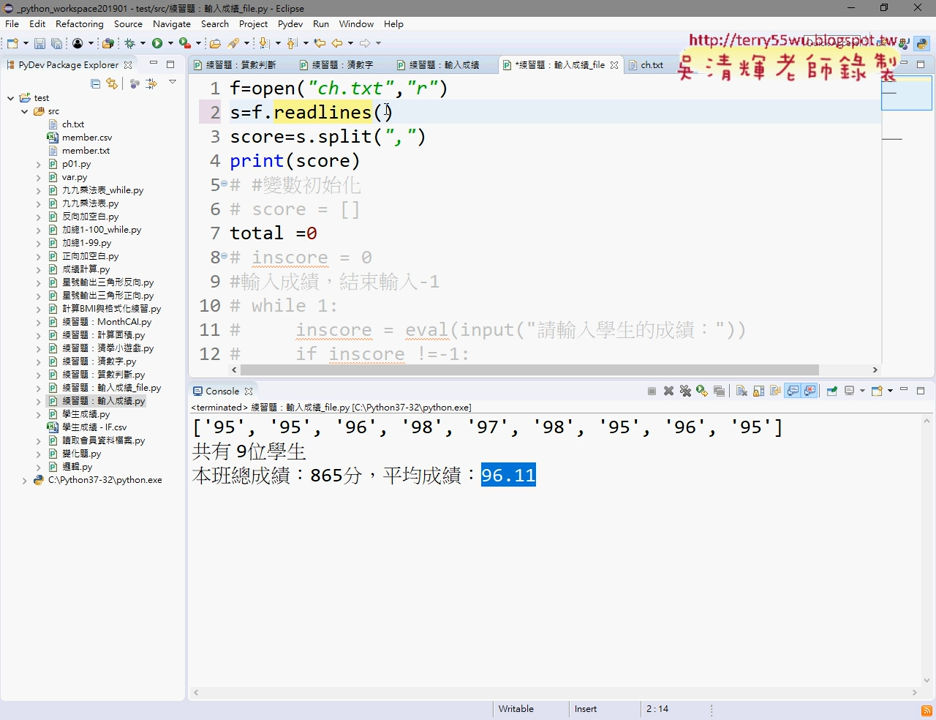 _python_workspace201901 - test/src/練習題：輸入成績_file.py - Eclipse
File Edit Refactoring Source Navigate Search Project Pydev Run Window Help
http://terry55wu.blogspot.tw
吳清輝老師錄製
PyDev Package Explorer
練習題：質數判斷
練習題：猜數字
練習題：輸入成績
*練習題：輸入成績_file
ch.txt
test
src
ch.txt
member.csv
member.txt
p01.py
var.py
九九乘法表_while.py
九九乘法表.py
反向加空白.py
加總1-100_while.py
加總1-99.py
正向加空白.py
成績計算.py
星號輸出三角形反向.py
星號輸出三角形正向.py
計算BMI與格式化練習.py
練習題：MonthCAI.py
練習題：計算面積.py
練習題：猜拳小遊戲.py
練習題：猜數字.py
練習題：質數判斷.py
練習題：輸入成績_file.py
練習題：輸入成績.py
學生成績.py
學生成績 - IF.csv
讀取會員資料檔案.py
變化題.py
邏輯.py
C:\Python37-32\python.exe
1 f=open("ch.txt","r")
2 s=f.readlines()
3 score=s.split(",")
4 print(score)
5 # #變數初始化
6 # score = []
7 total =0
8 # inscore = 0
9 #輸入成績，結束輸入-1
10 # while 1:
11 # inscore = eval(input("請輸入學生的成績："))
12 # if inscore !=-1:
Console
<terminated> 練習題：輸入成績_file.py [C:\Python37-32\python.exe]
['95', '95', '96', '98', '97', '98', '95', '96', '95']
共有 9位學生
本班總成績：865分，平均成績：96.11
Writable Insert 2 : 14